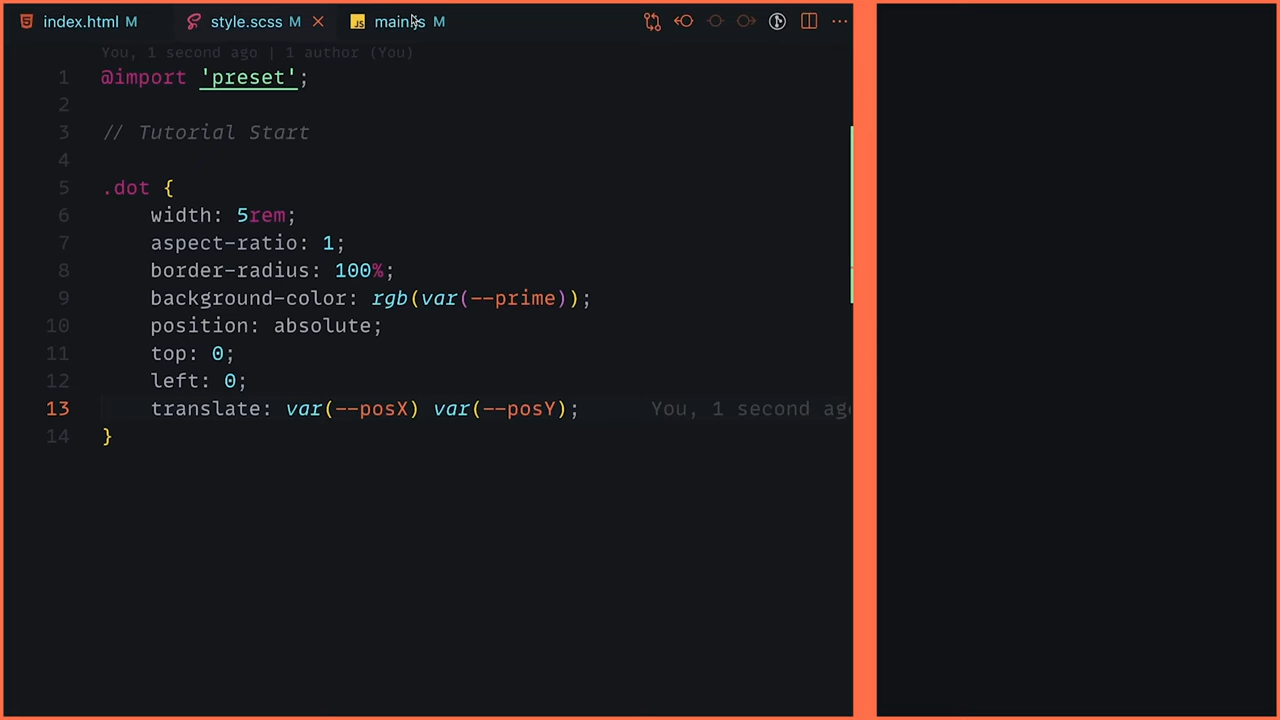 index.html M style.scss M JS main.js M
You, 1 second ago | 1 author (You)
1 @import 'preset';
2
3 // Tutorial Start
4
5 .dot {
6 width: 5rem;
7 aspect-ratio: 1;
8 border-radius: 100%;
9 background-color: rgb(var(--prime));
10 position: absolute;
11 top: 0;
12 left: 0;
13 translate: var(--posX) var(--posY); You, 1 second ago
14 }